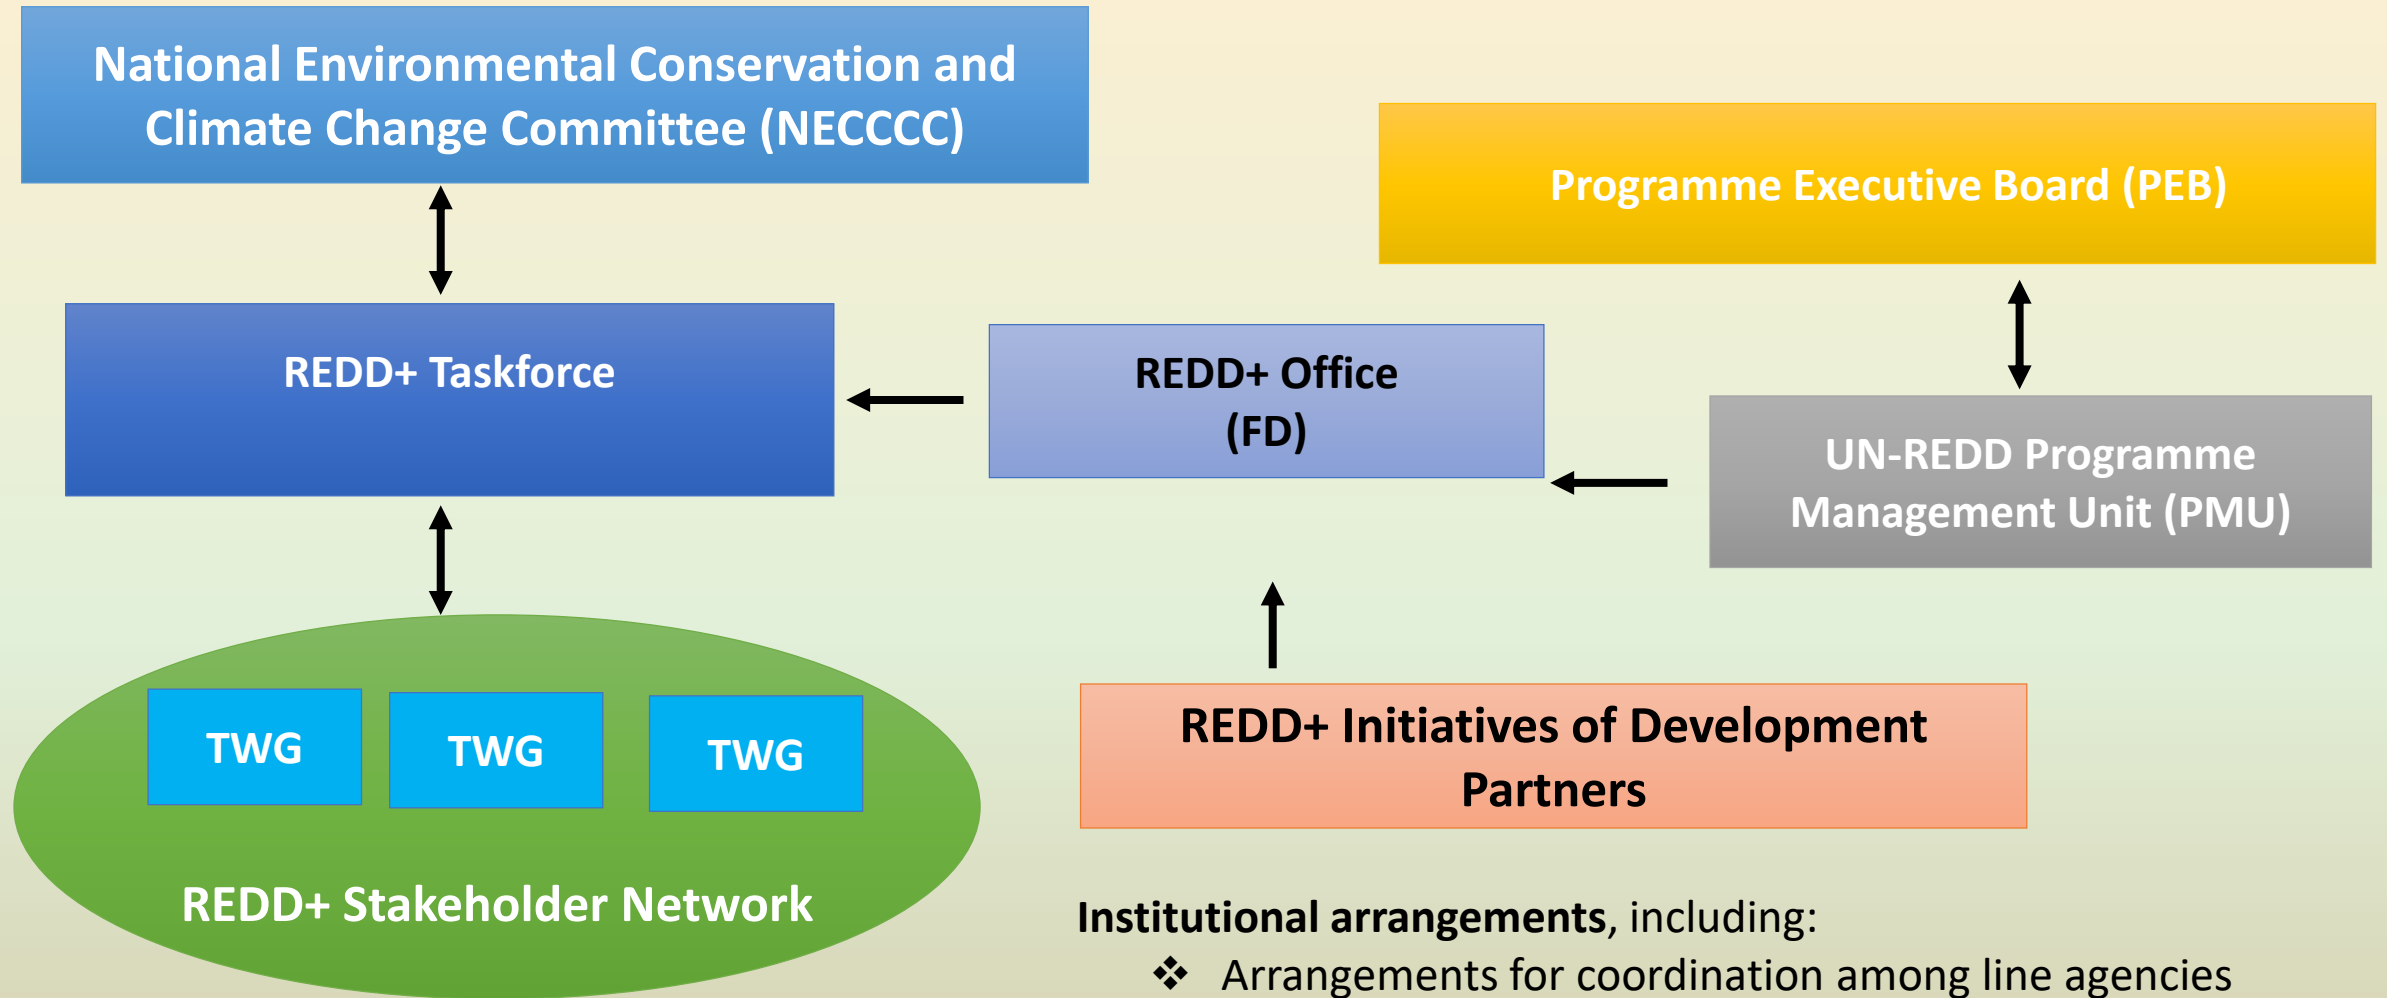 National Environmental Conservation and
Climate Change Committee (NECCCC)
Programme Executive Board (PEB)
REDD+ Taskforce
REDD+ Office
(FD)
UN-REDD Programme
Management Unit (PMU)
TWG
TWG
TWG
REDD+ Stakeholder Network
REDD+ Initiatives of Development
Partners
Institutional arrangements, including:
❖ Arrangements for coordination among line agencies